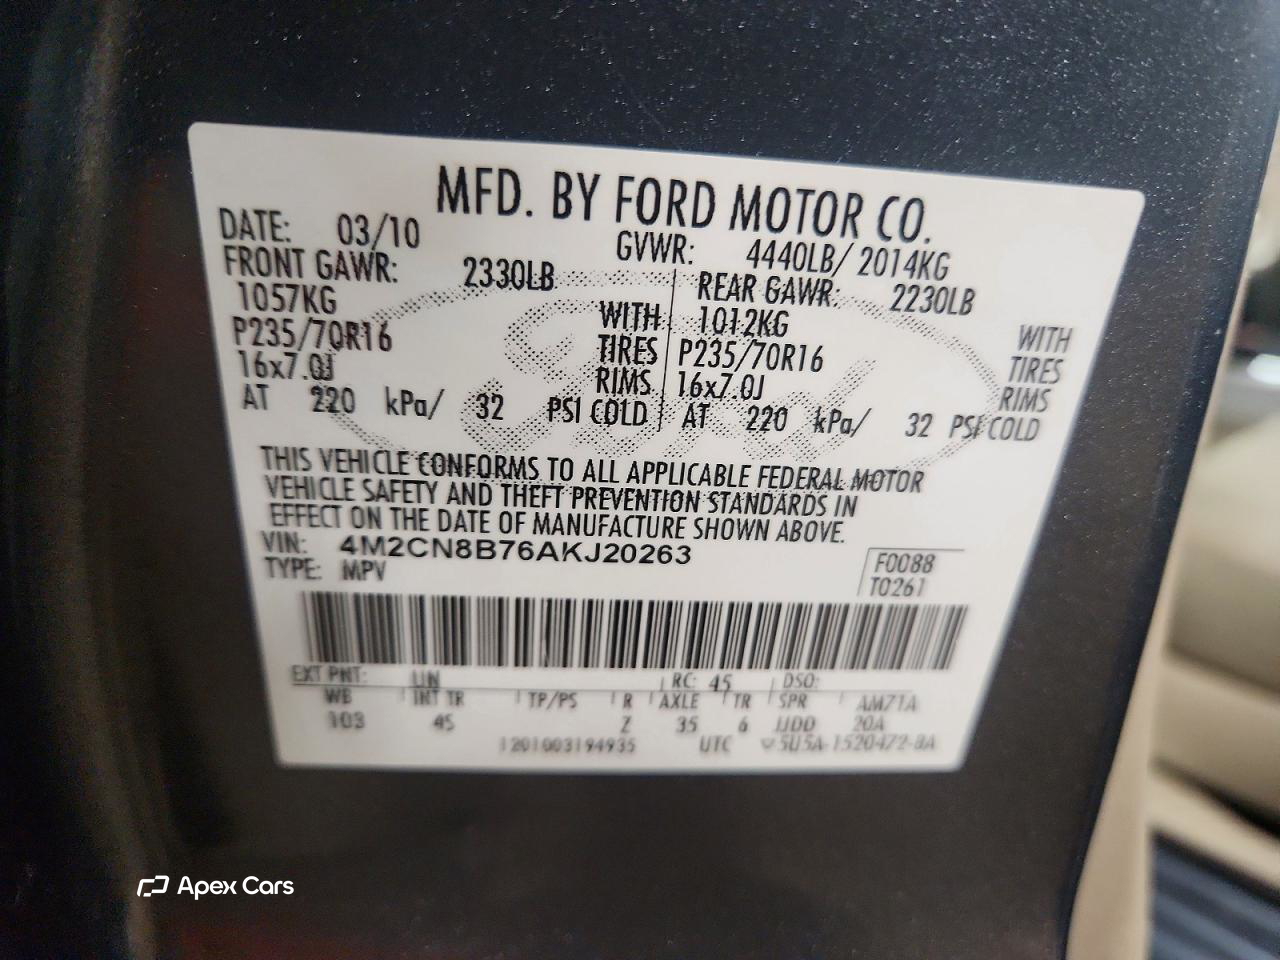 MFD. BY FORD MOTOR CO.
DATE: 03/10 GVWR: 4440LB/ 2014KG
FRONT GAWR: 2330LB REAR GAWR: 2230LB
1057KG WITH 1012KG WITH
P235/70R16 TIRES P235/70R16 TIRES
16x7.0J RIMS 16x7.0J RIMS
AT 220 kPa/ 32 PSI COLD AT 220 kPa/ 32 PSI COLD
THIS VEHICLE CONFORMS TO ALL APPLICABLE FEDERAL MOTOR
VEHICLE SAFETY AND THEFT PREVENTION STANDARDS IN
EFFECT ON THE DATE OF MANUFACTURE SHOWN ABOVE.
VIN: 4M2CN8B76AKJ20263
TYPE: MPV
F0088
T0261
EXT PNT: UN RC: 45 DSO:
WB INT TR TP/PS R AXLE TR SPR AM71A
103 45 Z 35 6 JJDD 20A
1201003194935 UTC 5U5A-1520472-BA
Apex Cars